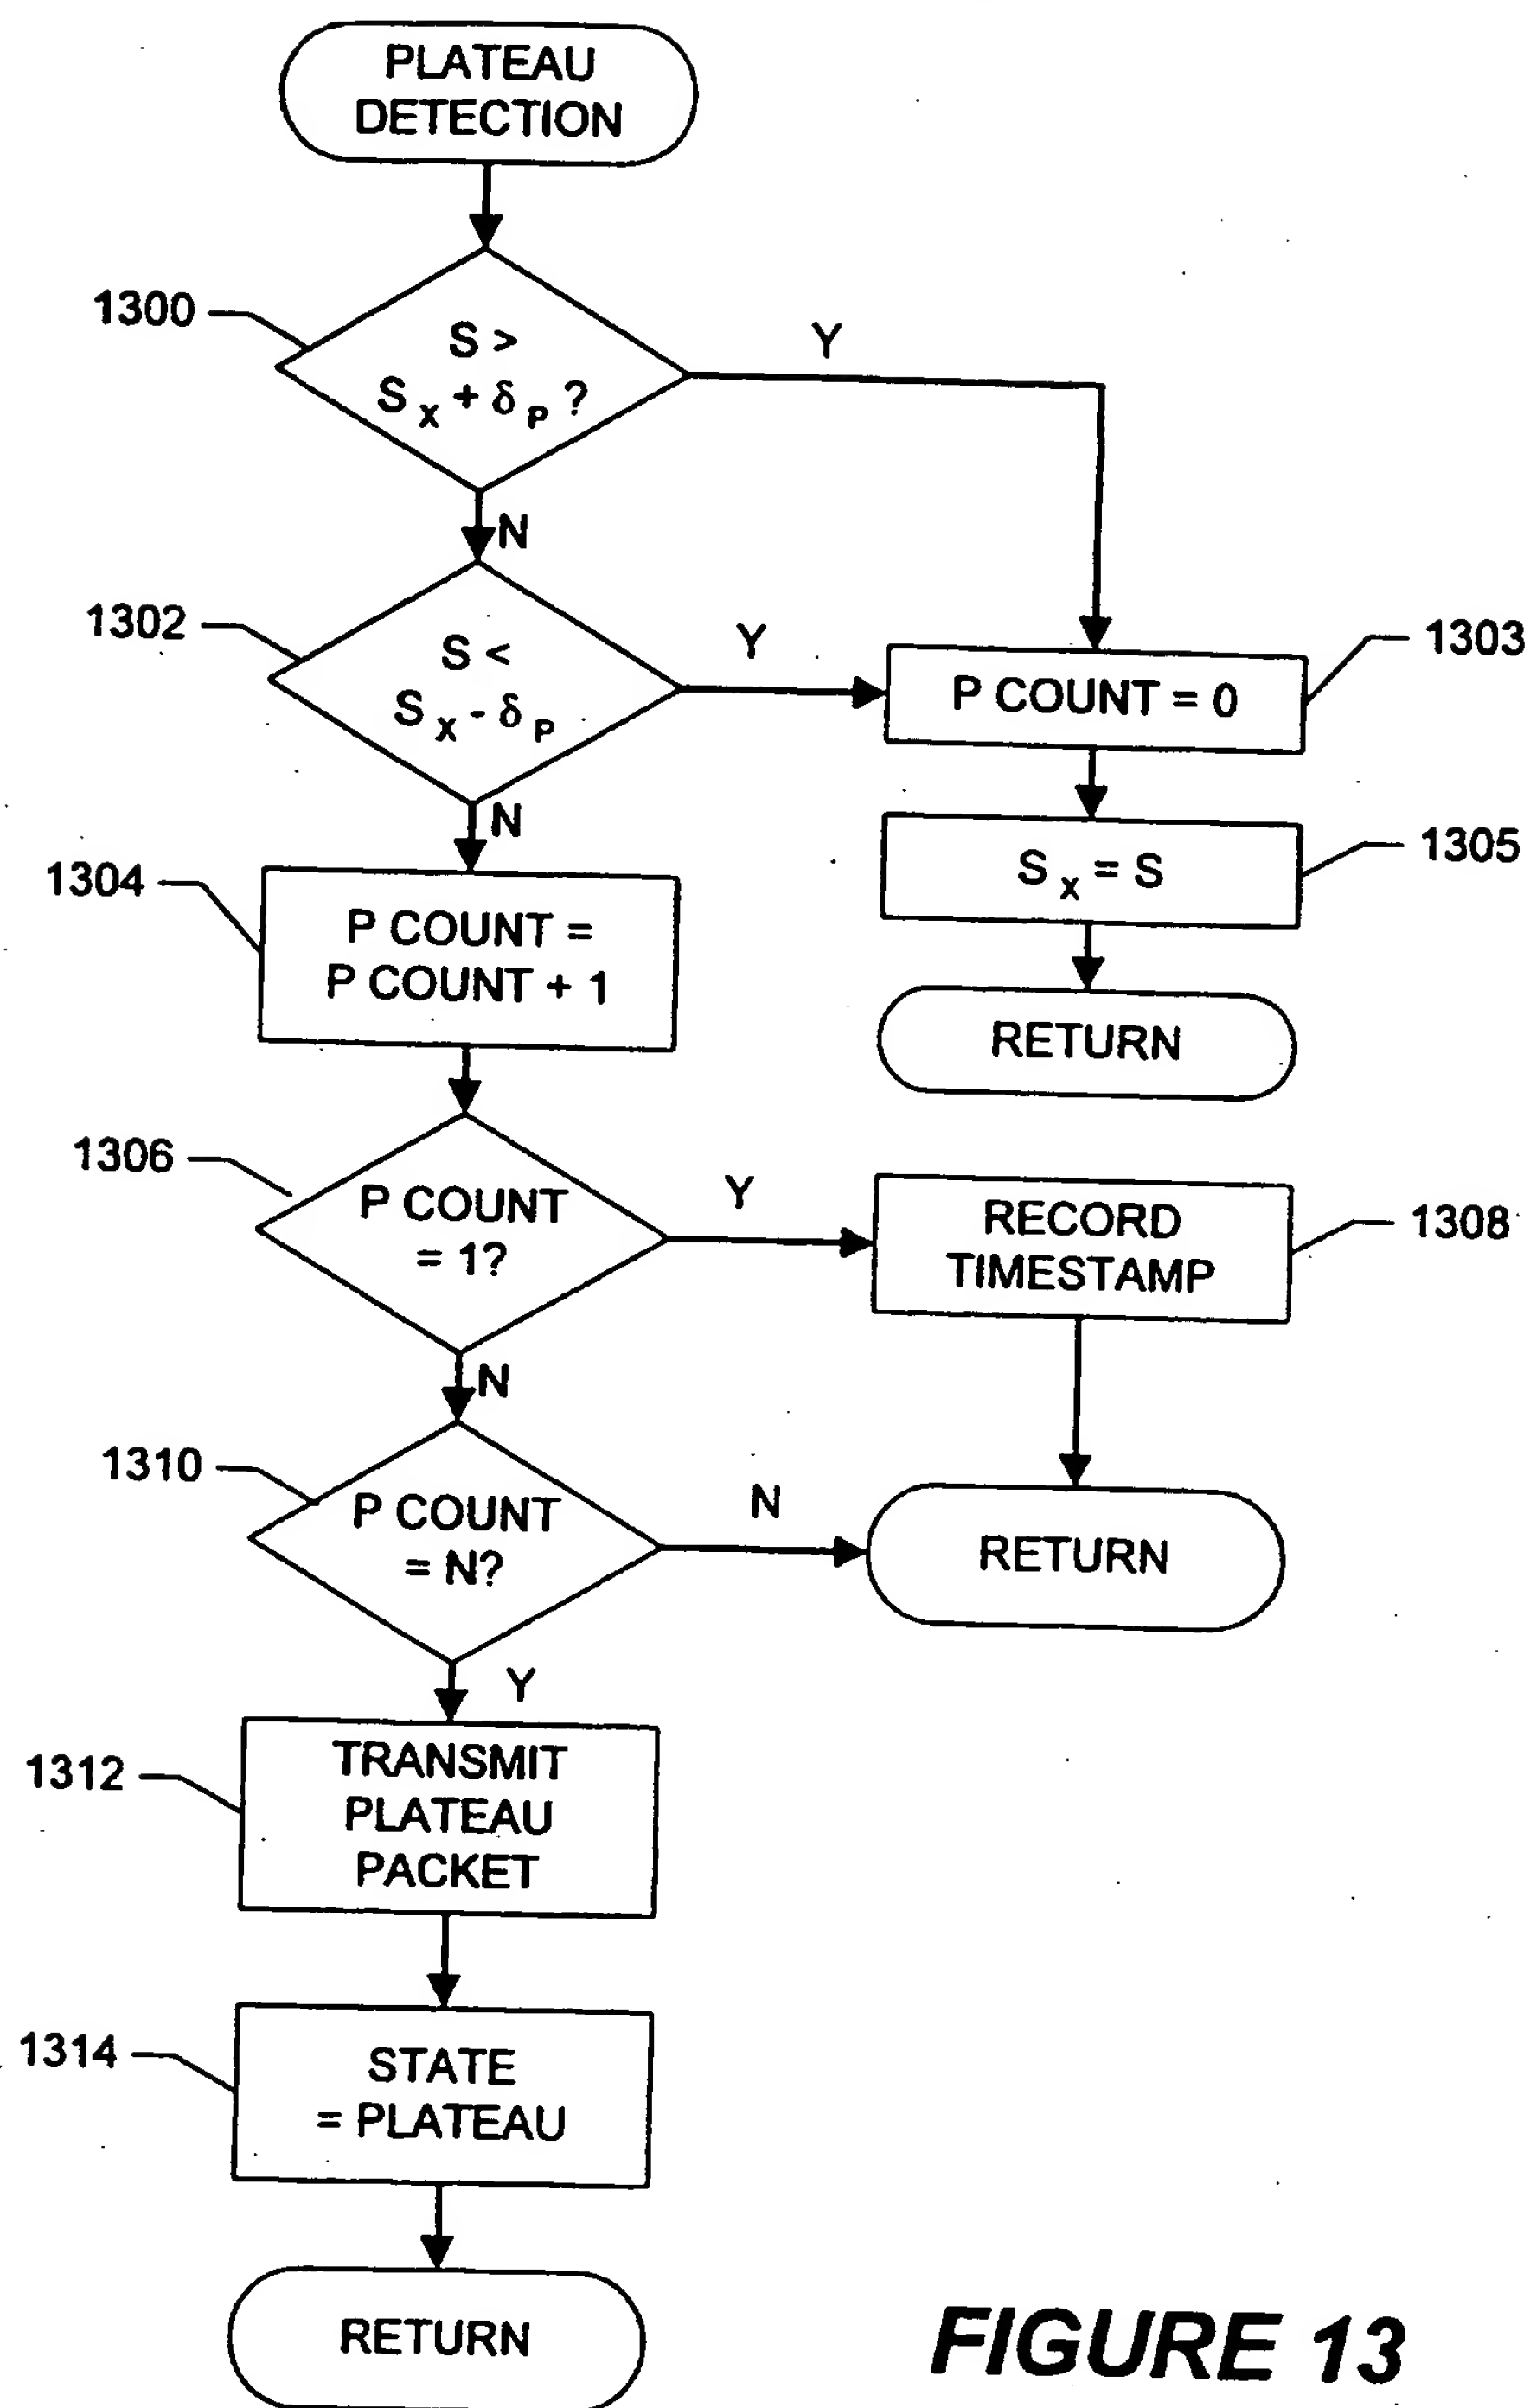 PLATEAU
DETECTION
1300
S >
S X + δ P ?
Y
N
1302
S <
S X - δ P
Y
1303
P COUNT = 0
N
1305
S X = S
1304
P COUNT =
P COUNT + 1
RETURN
1306
P COUNT
= 1?
Y
1308
RECORD
TIMESTAMP
N
1310
P COUNT
= N?
N
RETURN
Y
1312
TRANSMIT
PLATEAU
PACKET
1314
STATE
= PLATEAU
RETURN
FIGURE 13